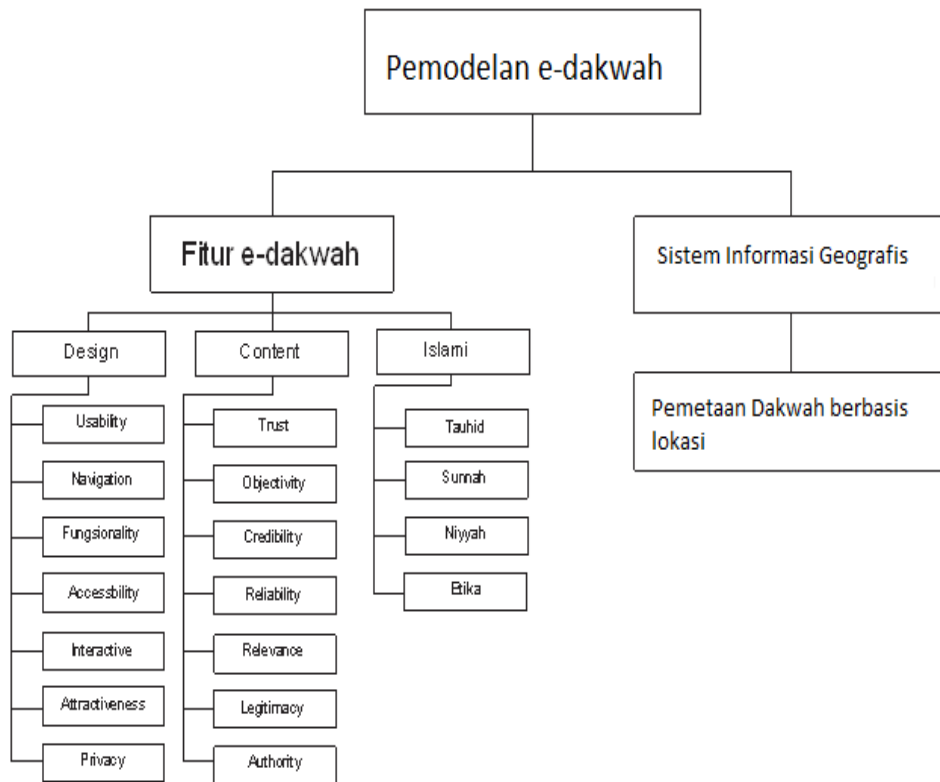 Pemodelan e-dakwah
Fitur e-dakwah
Sistem Informasi Geografis
Design
Content
Islami
Pemetaan Dakwah berbasis
lokasi
Usability
Navigation
Fungsionality
Accessbility
Interactive
Attractiveness
Privacy
Trust
Objectivity
Credibility
Reliability
Relevance
Legitimacy
Authority
Tauhid
Sunnah
Niyyah
Etika